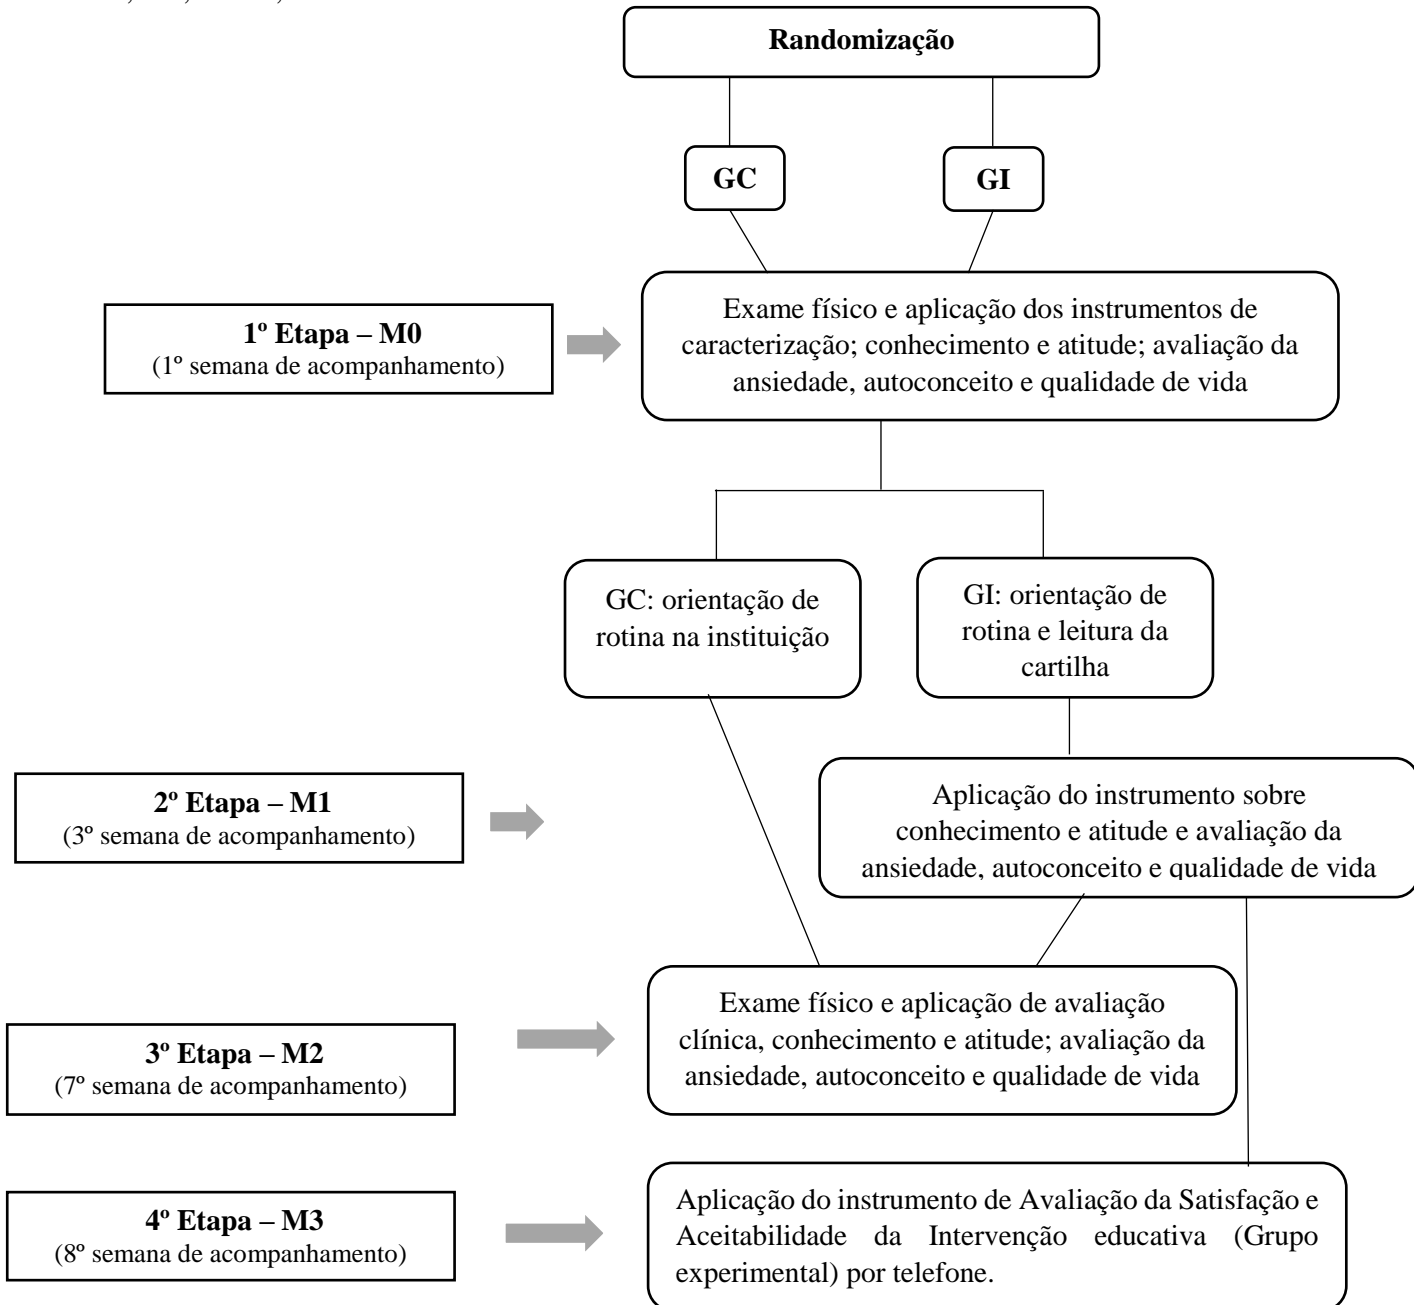 Randomização
GC
GI
1º Etapa – M0
(1º semana de acompanhamento)
Exame físico e aplicação dos instrumentos de
caracterização; conhecimento e atitude; avaliação da
ansiedade, autoconceito e qualidade de vida
GC: orientação de
rotina na instituição
GI: orientação de
rotina e leitura da
cartilha
2º Etapa – M1
(3º semana de acompanhamento)
Aplicação do instrumento sobre
conhecimento e atitude e avaliação da
ansiedade, autoconceito e qualidade de vida
3º Etapa – M2
(7º semana de acompanhamento)
Exame físico e aplicação de avaliação
clínica, conhecimento e atitude; avaliação da
ansiedade, autoconceito e qualidade de vida
4º Etapa – M3
(8º semana de acompanhamento)
Aplicação do instrumento de Avaliação da Satisfação e
Aceitabilidade da Intervenção educativa (Grupo
experimental) por telefone.